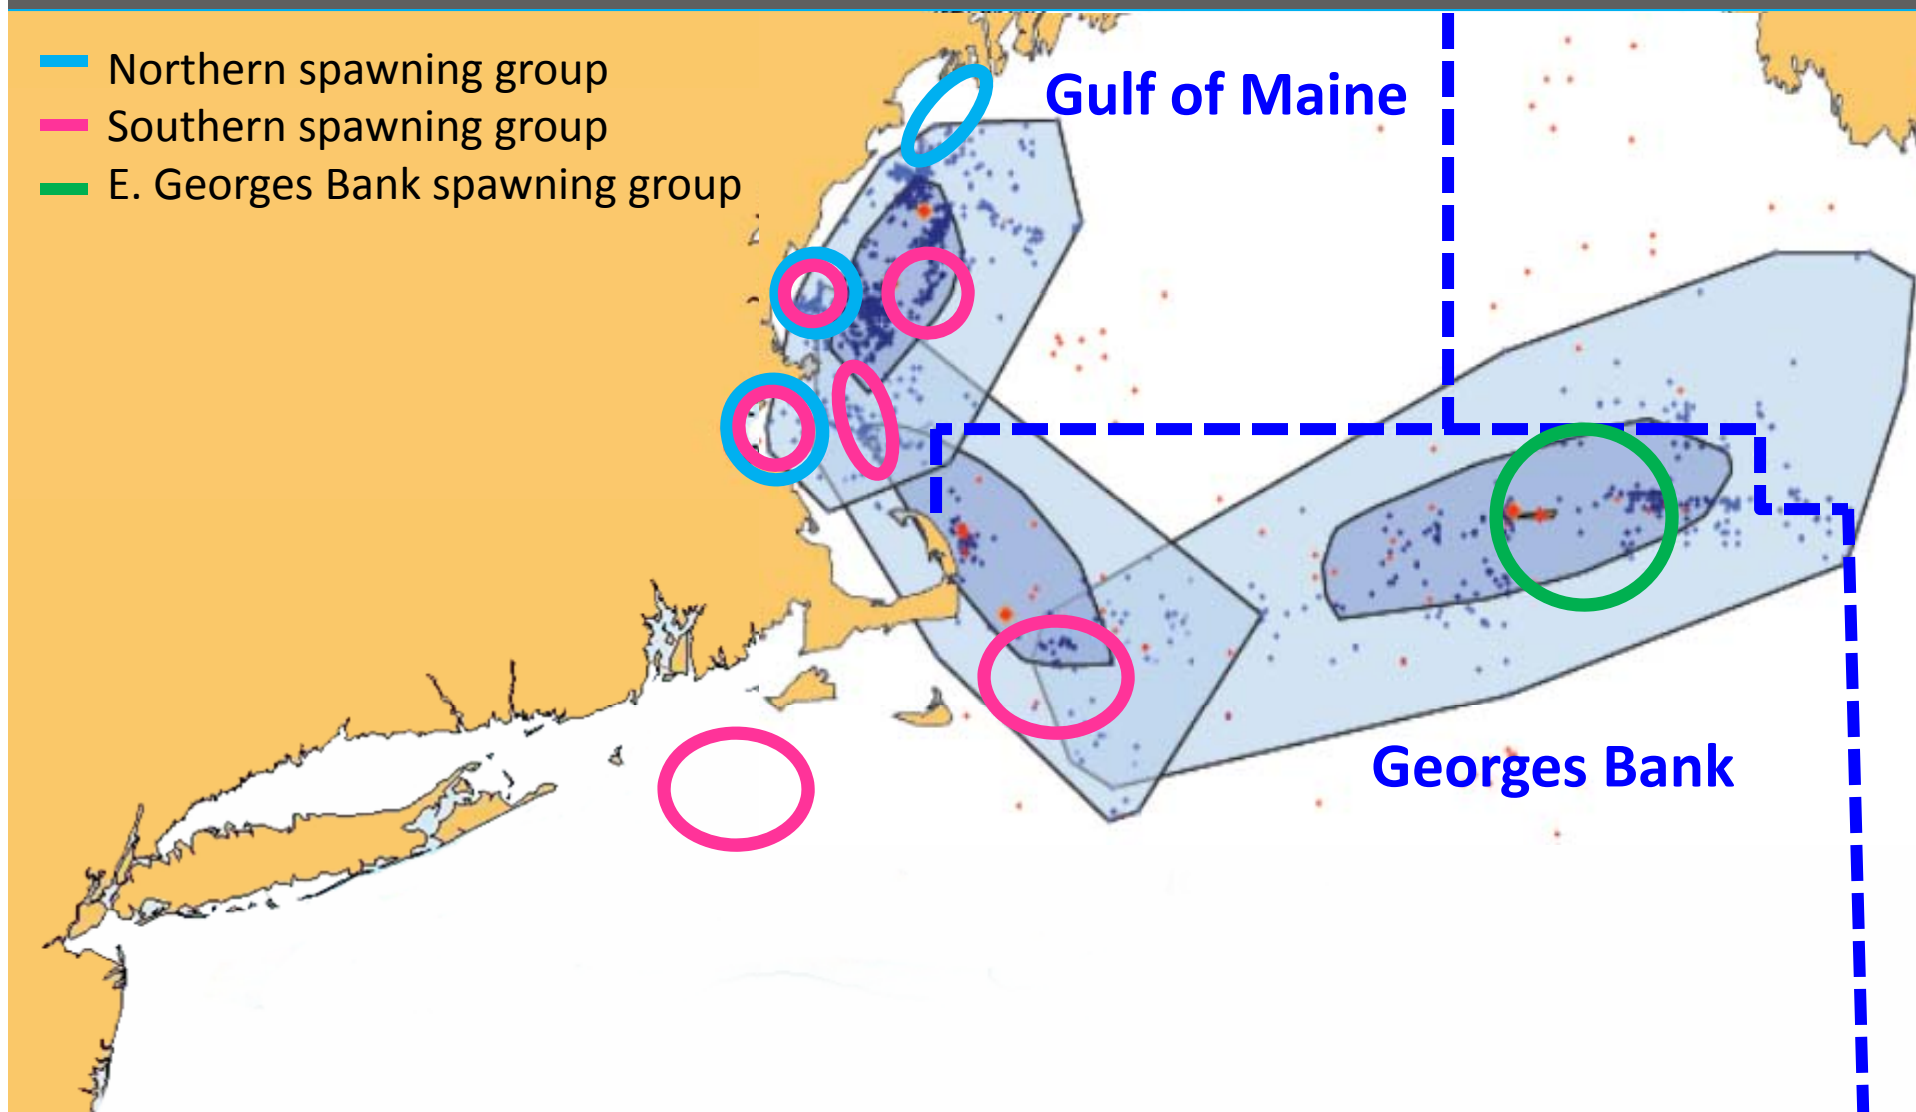 Northern spawning group
Southern spawning group
E. Georges Bank spawning group
Gulf of Maine
Georges Bank